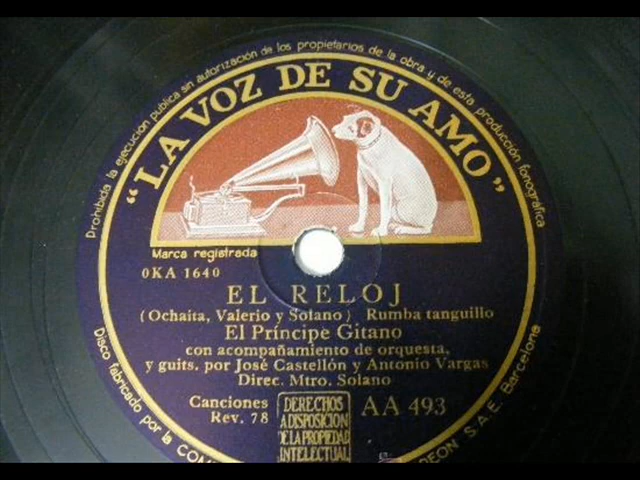 Prohibida la ejecución pública sin autorización de los propietarios de la obra y de esta producción fonográfica
"LA VOZ DE SU AMO"
Marca registrada
0KA 1640
EL RELOJ
(Ochaita, Valerio y Solano) Rumba tanguillo
El Príncipe Gitano
con acompañamiento de orquesta,
y guits. por José Castellón y Antonio Vargas
Direc. Mtro. Solano
Canciones
Rev. 78
DERECHOS
A DISPOSICION
DE LA PROPIEDAD
INTELECTUAL
AA 493
Disco fabricado por la COMP
ODEON S.A.E. Barcelona